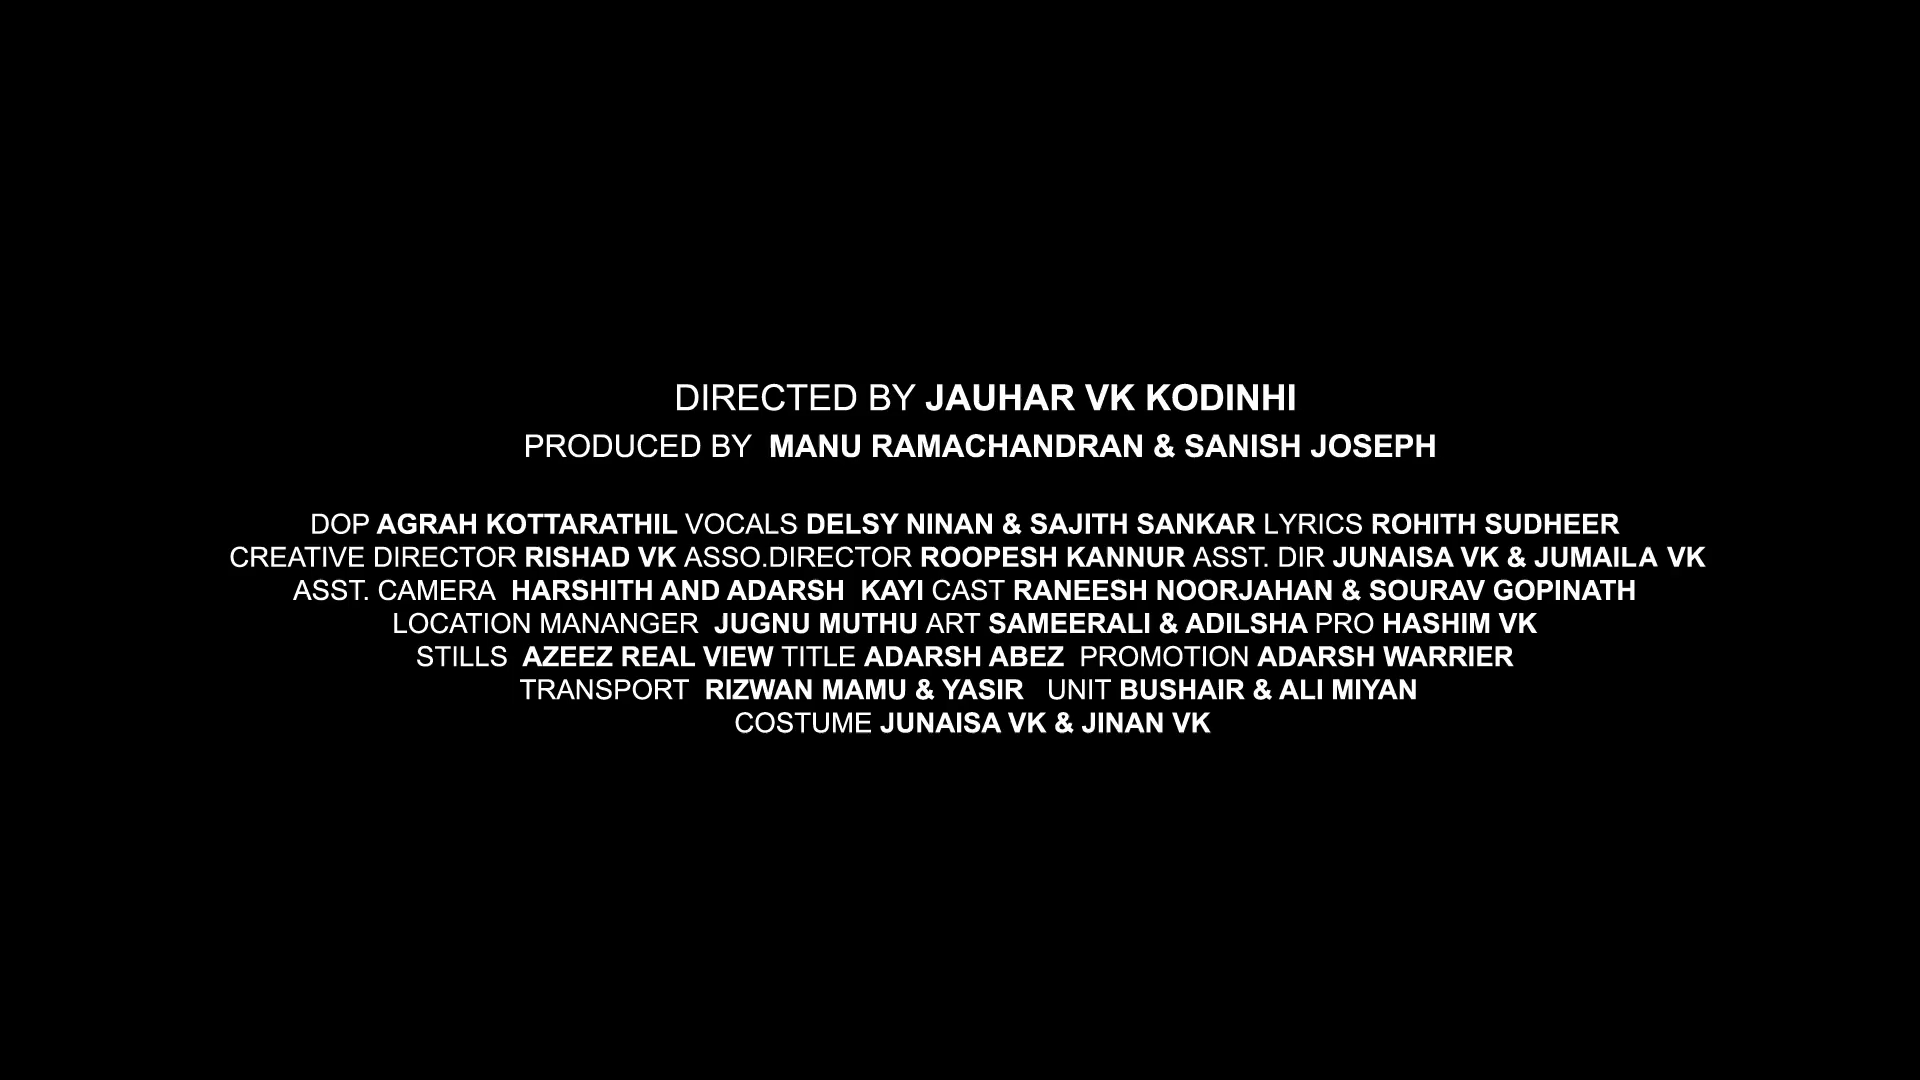 DIRECTED BY JAUHAR VK KODINHI
PRODUCED BY MANU RAMACHANDRAN & SANISH JOSEPH
DOP AGRAH KOTTARATHIL VOCALS DELSY NINAN & SAJITH SANKAR LYRICS ROHITH SUDHEER
CREATIVE DIRECTOR RISHAD VK ASSO.DIRECTOR ROOPESH KANNUR ASST. DIR JUNAISA VK & JUMAILA VK
ASST. CAMERA HARSHITH AND ADARSH KAYI CAST RANEESH NOORJAHAN & SOURAV GOPINATH
LOCATION MANANGER JUGNU MUTHU ART SAMEERALI & ADILSHA PRO HASHIM VK
STILLS AZEEZ REAL VIEW TITLE ADARSH ABEZ PROMOTION ADARSH WARRIER
TRANSPORT RIZWAN MAMU & YASIR UNIT BUSHAIR & ALI MIYAN
COSTUME JUNAISA VK & JINAN VK